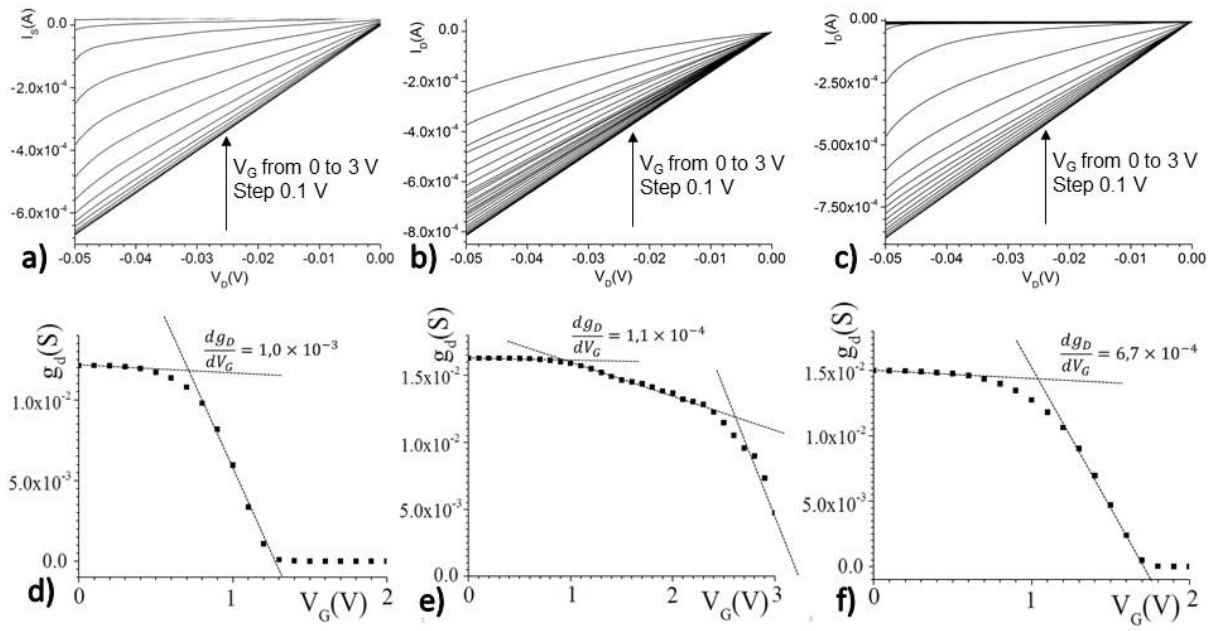 0.0
-2.0x10⁻⁴
-4.0x10⁻⁴
-6.0x10⁻⁴
I_S(A)
V_G from 0 to 3 V
Step 0.1 V
a)
-0.05 -0.04 -0.03 -0.02 -0.01 0.00
V_D(V)
0.0
-2.0x10⁻⁴
-4.0x10⁻⁴
-6.0x10⁻⁴
-8.0x10⁻⁴
I_D(A)
V_G from 0 to 3 V
Step 0.1 V
b)
-0.05 -0.04 -0.03 -0.02 -0.01 0.00
V_D(V)
0.00
-2.50x10⁻⁴
-5.00x10⁻⁴
-7.50x10⁻⁴
I_D(A)
V_G from 0 to 3 V
Step 0.1 V
c)
-0.05 -0.04 -0.03 -0.02 -0.01 0.00
V_D(V)
g_d(S)
dg_D
dV_G
= 1,0 × 10⁻³
1.0x10⁻²
5.0x10⁻³
0.0
d)
0 1 V_G(V) 2
g_d(S)
dg_D
dV_G
= 1,1 × 10⁻⁴
1.5x10⁻²
1.0x10⁻²
5.0x10⁻³
0.0
e)
0 1 2 V_G(V) 3
g_d(S)
dg_D
dV_G
= 6,7 × 10⁻⁴
1.5x10⁻²
1.0x10⁻²
5.0x10⁻³
0.0
f)
0 1 V_G(V) 2